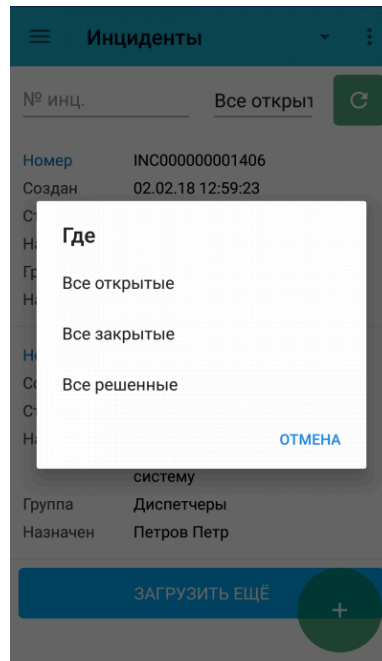 Инциденты
№ инц.
Все открыт
Номер INC000000001406
Создан 02.02.18 12:59:23
Где
Все открытые
Все закрытые
Все решенные
ОТМЕНА
систему
Группа Диспетчеры
Назначен Петров Петр
ЗАГРУЗИТЬ ЕЩЁ
+